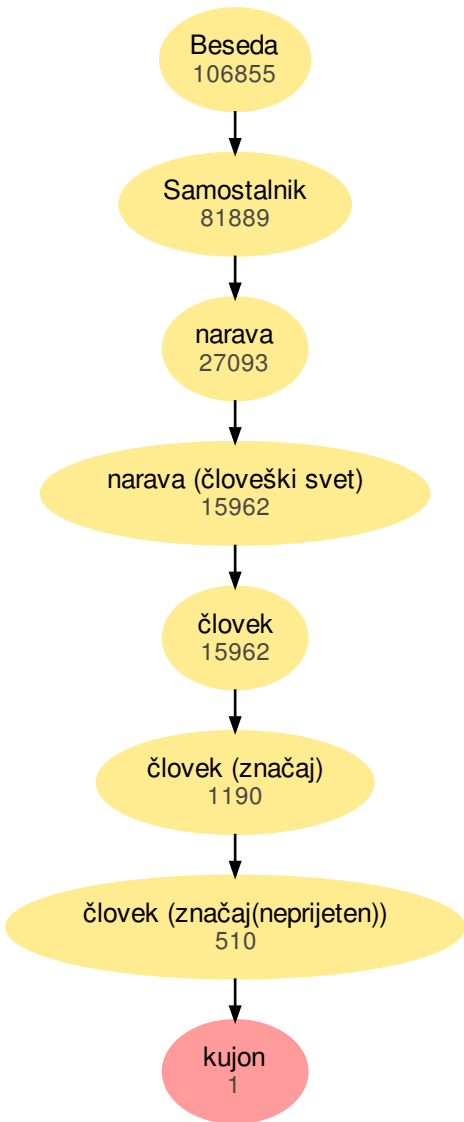 Beseda
106855
Samostalnik
81889
narava
27093
narava (človeški svet)
15962
človek
15962
človek (značaj)
1190
človek (značaj(neprijeten))
510
kujon
1